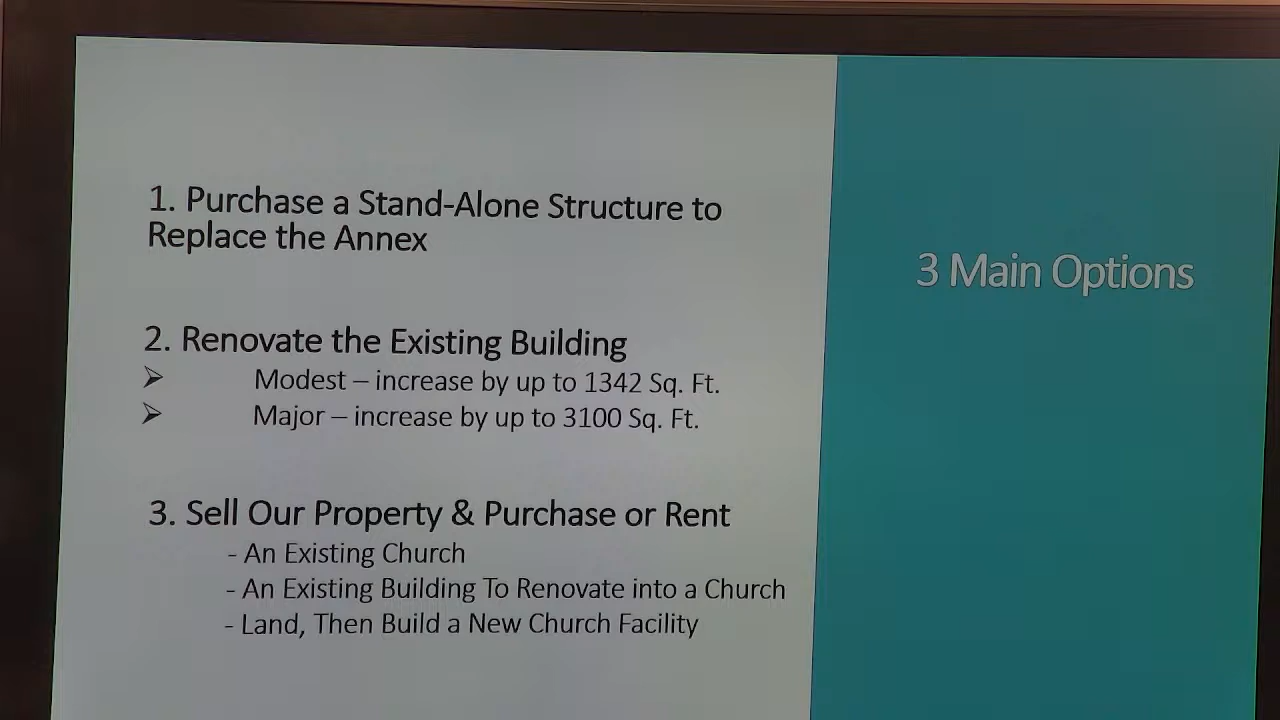 1. Purchase a Stand-Alone Structure to
Replace the Annex
2. Renovate the Existing Building
➢ Modest – increase by up to 1342 Sq. Ft.
➢ Major – increase by up to 3100 Sq. Ft.
3. Sell Our Property & Purchase or Rent
- An Existing Church
- An Existing Building To Renovate into a Church
- Land, Then Build a New Church Facility
3 Main Options